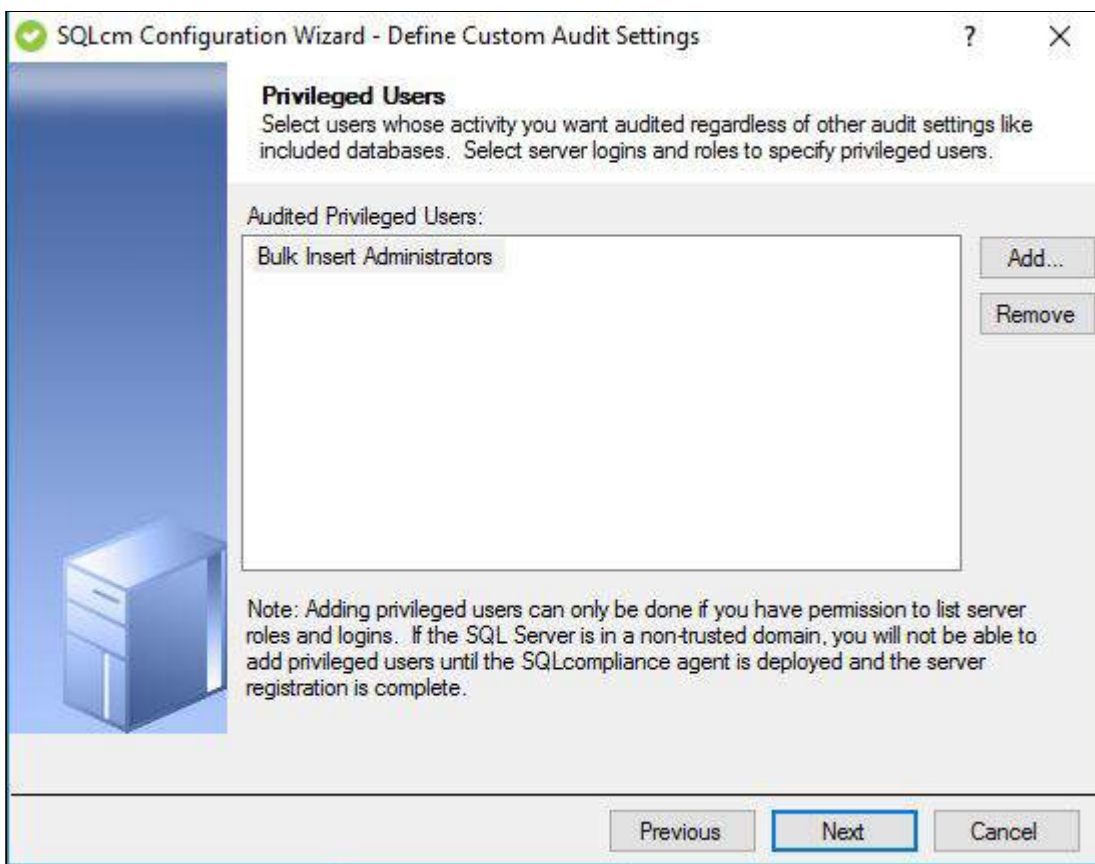 SQLcm Configuration Wizard - Define Custom Audit Settings
?
Privileged Users
Select users whose activity you want audited regardless of other audit settings like
included databases. Select server logins and roles to specify privileged users.
Audited Privileged Users:
Bulk Insert Administrators
Add...
Remove
Note: Adding privileged users can only be done if you have permission to list server
roles and logins. If the SQL Server is in a non-trusted domain, you will not be able to
add privileged users until the SQLcompliance agent is deployed and the server
registration is complete.
Previous
Next
Cancel